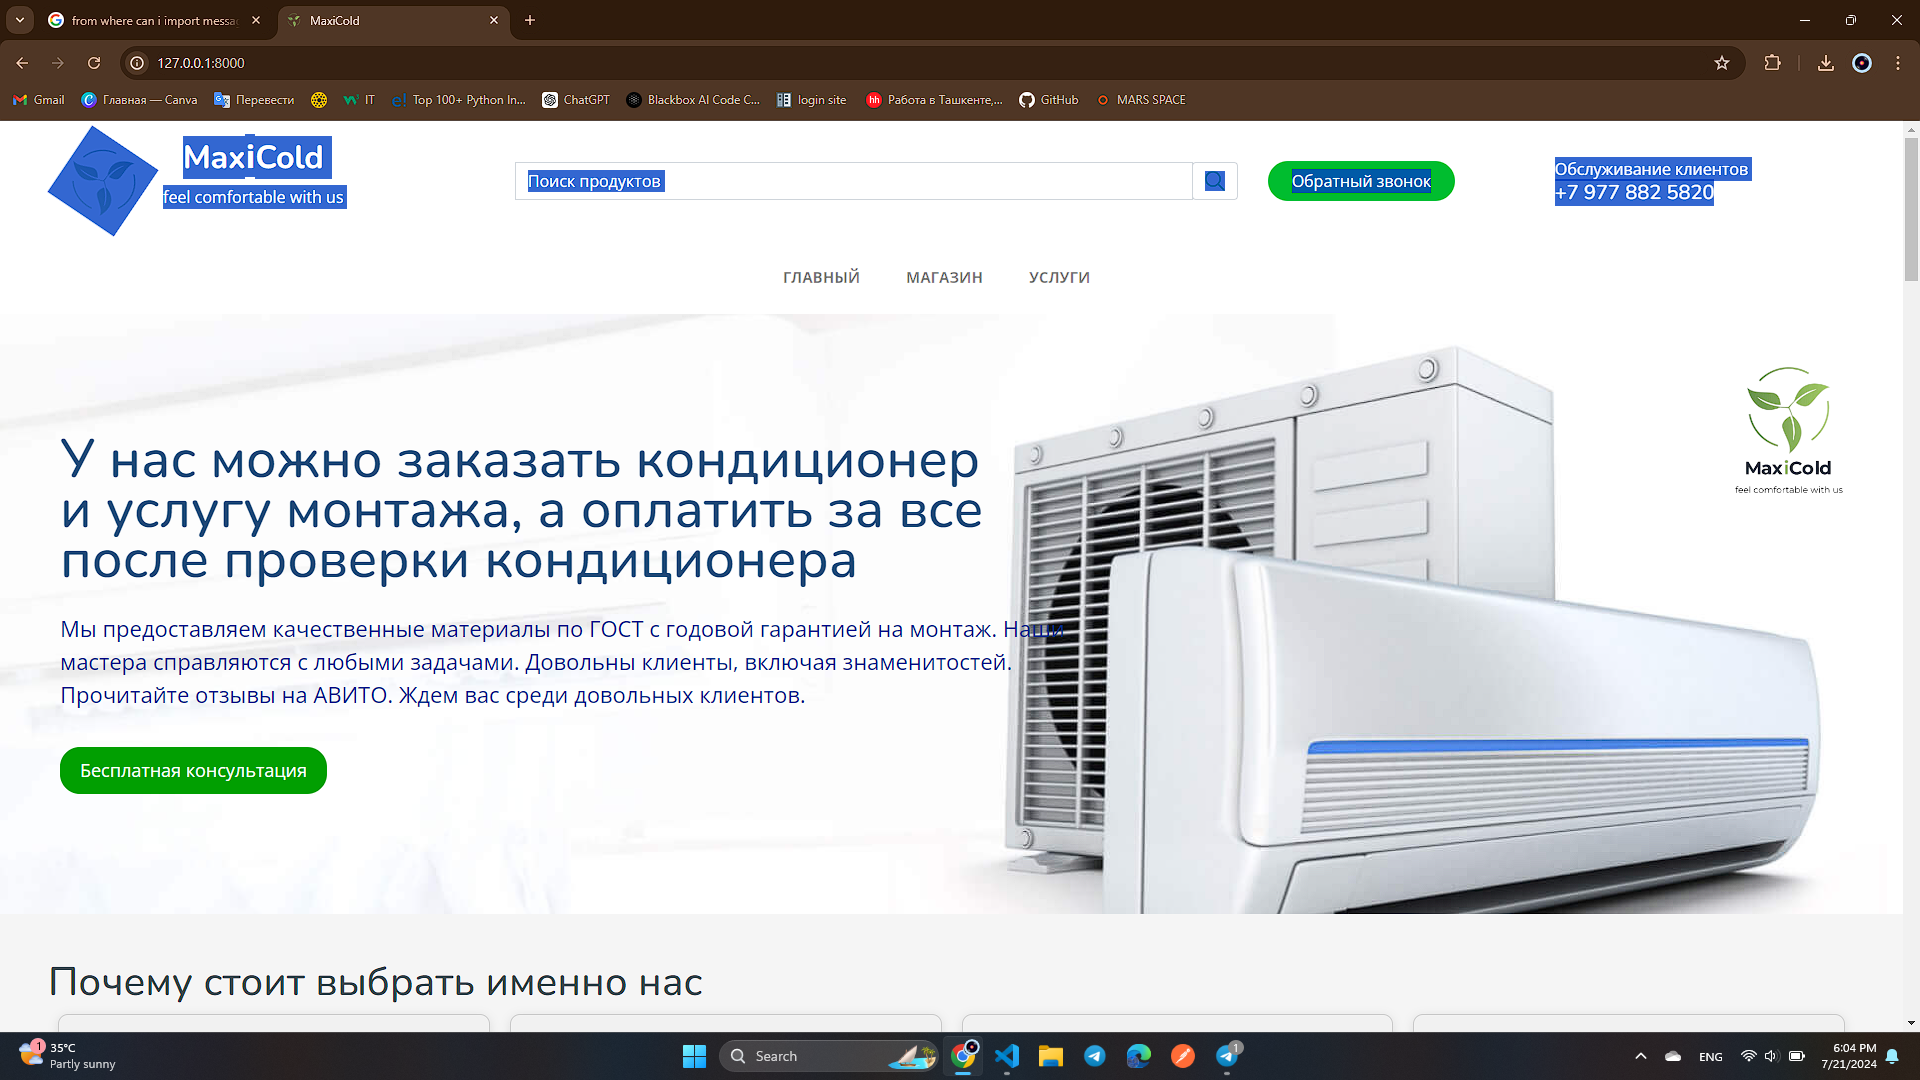 from where can i import messa
MaxiCold
127.0.0.1:8000
Gmail
Главная — Canva
Перевести
IT
Top 100+ Python In...
ChatGPT
Blackbox AI Code C...
login site
Работа в Ташкенте,...
GitHub
MARS SPACE
MaxiCold
feel comfortable with us
Поиск продуктов
Обратный звонок
Обслуживание клиентов
+7 977 882 5820
ГЛАВНЫЙ
МАГАЗИН
УСЛУГИ
У нас можно заказать кондиционер
и услугу монтажа, а оплатить за все
после проверки кондиционера
MaxiCold
feel comfortable with us
Мы предоставляем качественные материалы по ГОСТ с годовой гарантией на монтаж. Наши
мастера справляются с любыми задачами. Довольны клиенты, включая знаменитостей.
Прочитайте отзывы на АВИТО. Ждем вас среди довольных клиентов.
Бесплатная консультация
Почему стоит выбрать именно нас
1
35°C
Partly sunny
Search
1
ENG
6:04 PM
7/21/2024